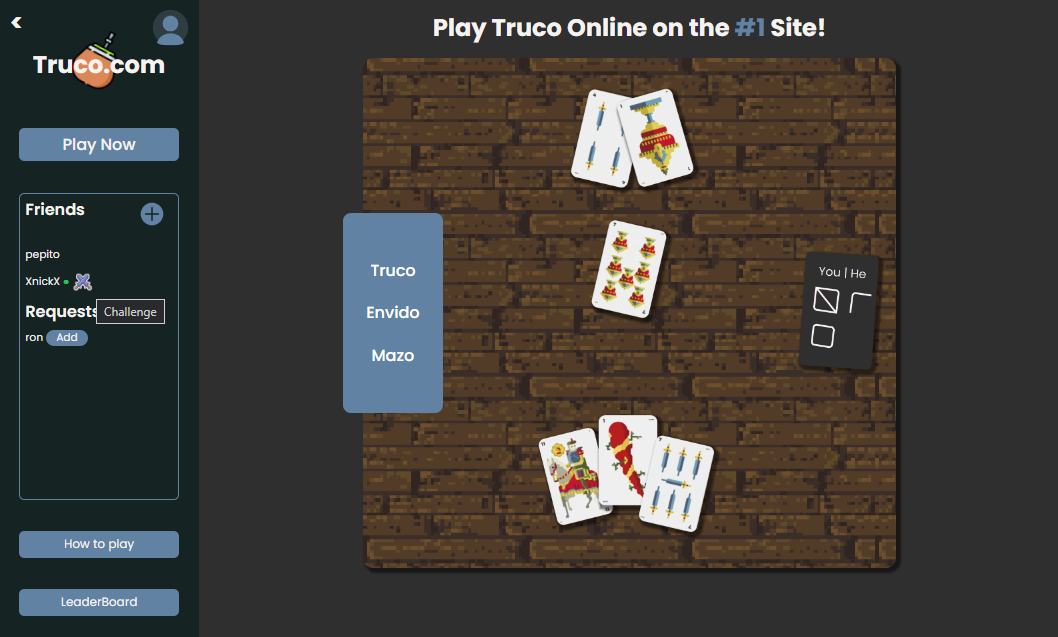 Truco.com
Play Now
Friends
pepito
XnickX
Requests
Challenge
ron Add
How to play
LeaderBoard
Play Truco Online on the #1 Site!
Truco
Envido
Mazo
You | He